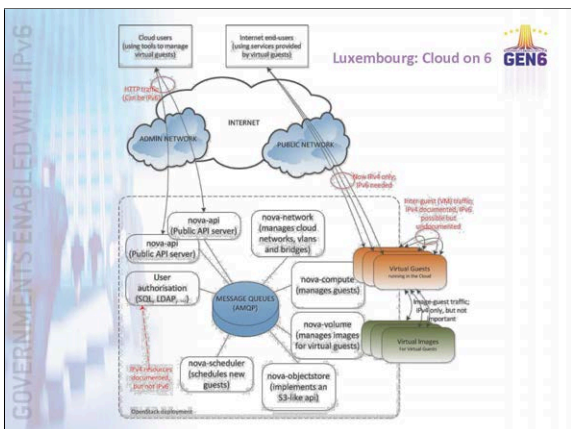 GOVERNMENTS ENABLED WITH IPv6
Luxembourg: Cloud on 6
GEN6
Cloud users
(using tools to manage
virtual guests)
Internet end-users
(using services provided
by virtual guests)
HTTP traffic;
(Can be IPv6)
INTERNET
ADMIN NETWORK
PUBLIC NETWORK
Now IPv4 only,
IPv6 needed
Inter-guest (VM) traffic;
IPv4 documented, IPv6
possible but
undocumented
nova-api
(Public API server)
nova-network
(manages cloud
networks, vlans
and bridges)
nova-api
(Public API server)
Virtual Guests
running in the Cloud
User
authorisation
(SQL, LDAP, ...)
MESSAGE QUEUES
(AMQP)
nova-compute
(manages guests)
Image-guest traffic;
IPv4 only, but not
important
nova-volume
(manages images
for virtual guests)
Virtual Images
For Virtual Guests
IPv4 resources
documented,
but not IPv6
nova-scheduler
(schedules new
guests)
nova-objectstore
(implements an
S3-like api)
OpenStack deployment